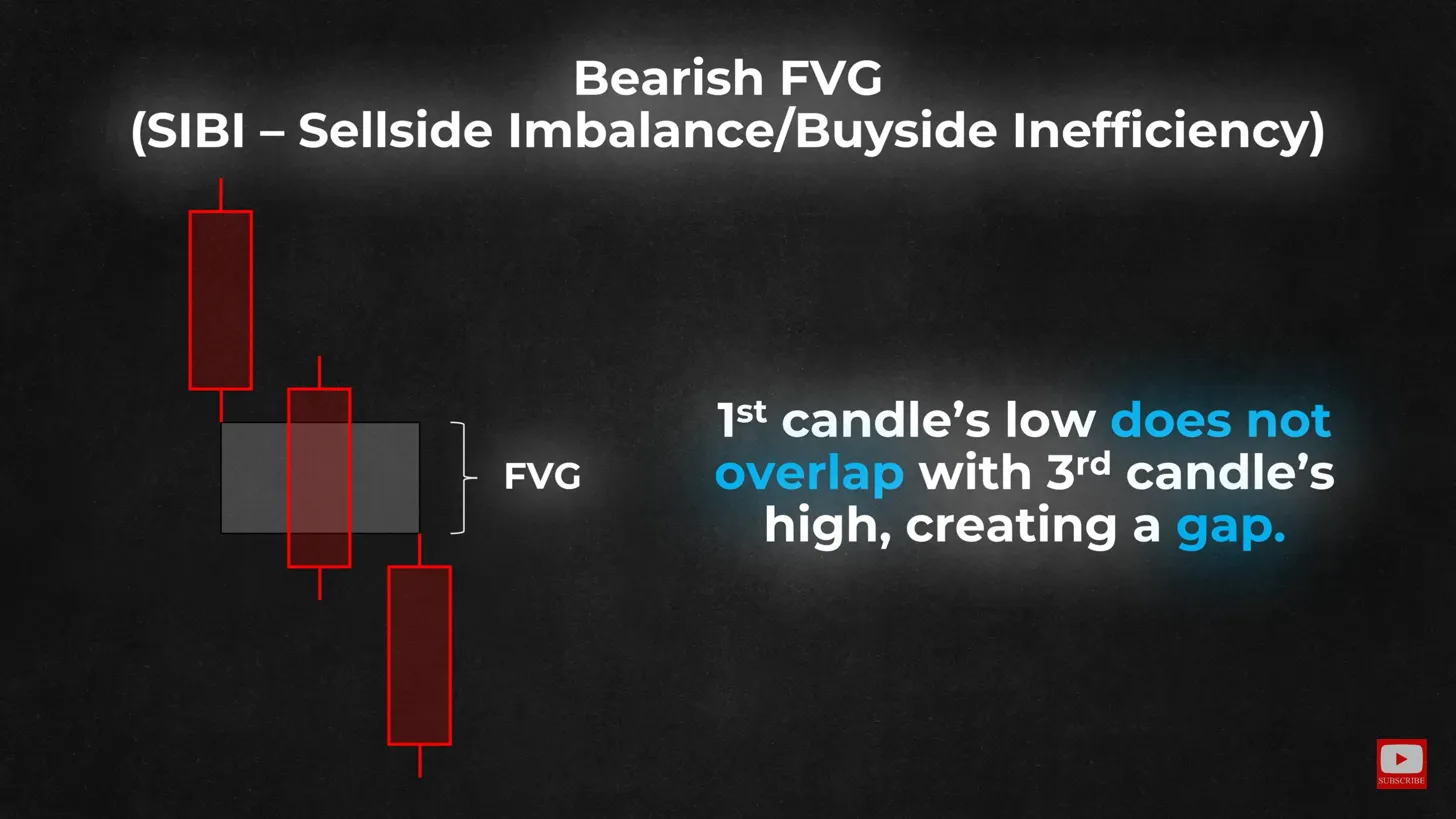 Bearish FVG
(SIBI – Sellside Imbalance/Buyside Inefficiency)
FVG
1st candle’s low does not
overlap with 3rd candle’s
high, creating a gap.
SUBSCRIBE